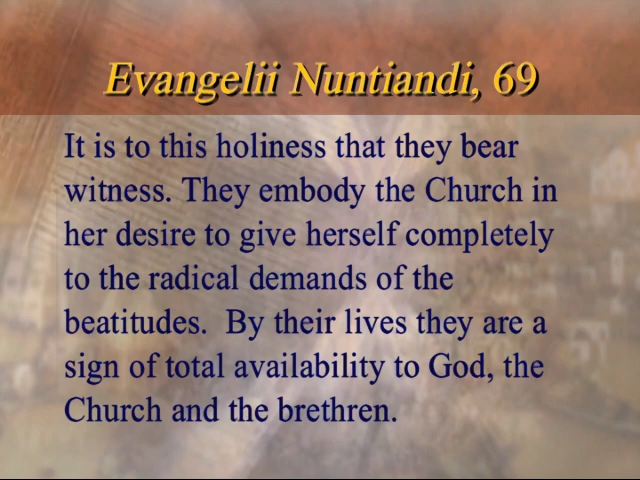 Evangelii Nuntiandi, 69
It is to this holiness that they bear
witness. They embody the Church in
her desire to give herself completely
to the radical demands of the
beatitudes.  By their lives they are a
sign of total availability to God, the
Church and the brethren.